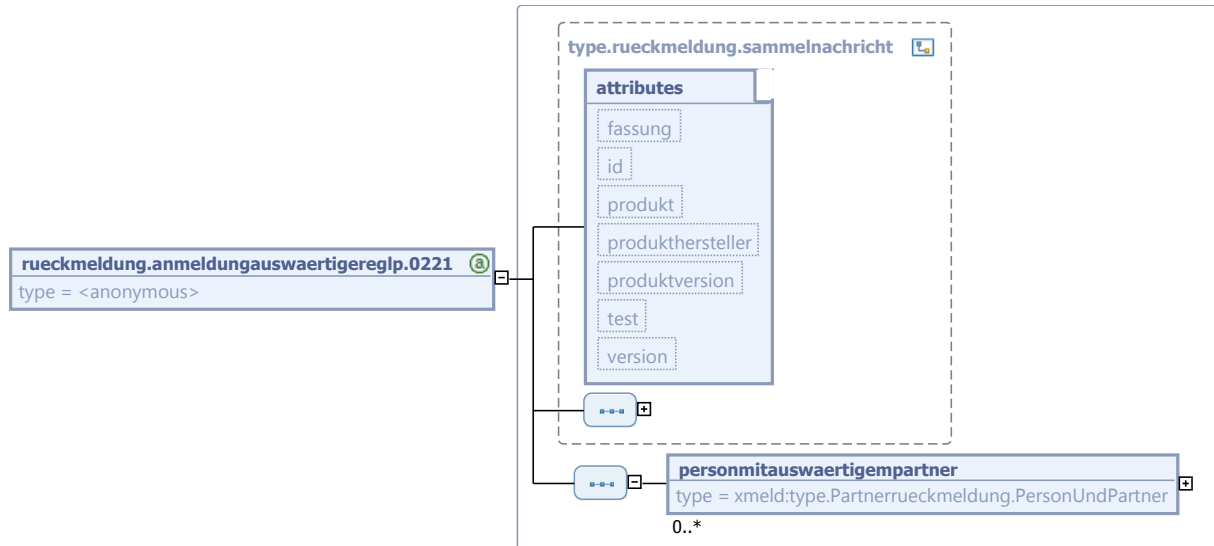 type.rueckmeldung.sammelnachricht
attributes
fassung
id
produkt
produkthersteller
produktversion
test
version
rueckmeldung.anmeldungauswaertigereglp.0221 a
type = <anonymous>
personmitauswaertigempartner
type = xmeld:type.Partnerrueckmeldung.PersonUndPartner
0..*